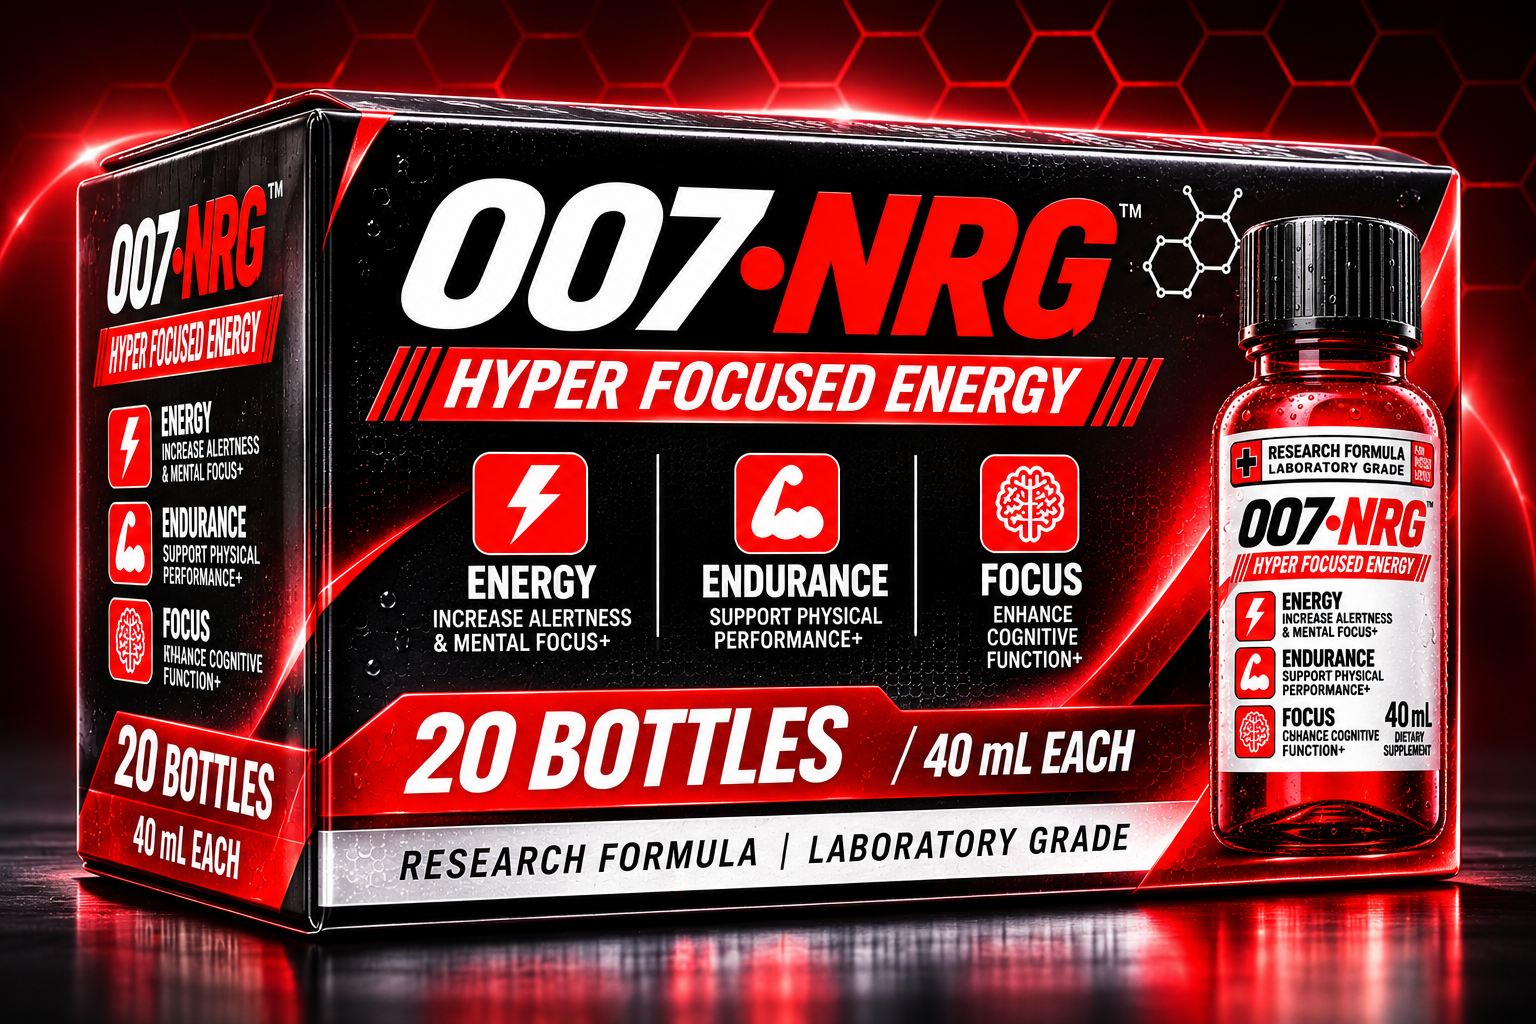 007•NRG™
HYPER FOCUSED ENERGY
ENERGY
INCREASE ALERTNESS
& MENTAL FOCUS+
ENDURANCE
SUPPORT PHYSICAL
PERFORMANCE+
FOCUS
COGNITIVE
FUNCTION+
20 BOTTLES
40 mL EACH
007•NRG™
HYPER FOCUSED ENERGY
ENERGY
INCREASE ALERTNESS
& MENTAL FOCUS+
ENDURANCE
SUPPORT PHYSICAL
PERFORMANCE+
FOCUS
ENHANCE
COGNITIVE
FUNCTION+
20 BOTTLES / 40 mL EACH
RESEARCH FORMULA | LABORATORY GRADE
RESEARCH FORMULA
LABORATORY GRADE
007•NRG™
HYPER FOCUSED ENERGY
ENERGY
INCREASE ALERTNESS
& MENTAL FOCUS+
ENDURANCE
SUPPORT PHYSICAL
PERFORMANCE+
FOCUS
COGNITIVE
FUNCTION+
40 mL
DIETARY
SUPPLEMENT